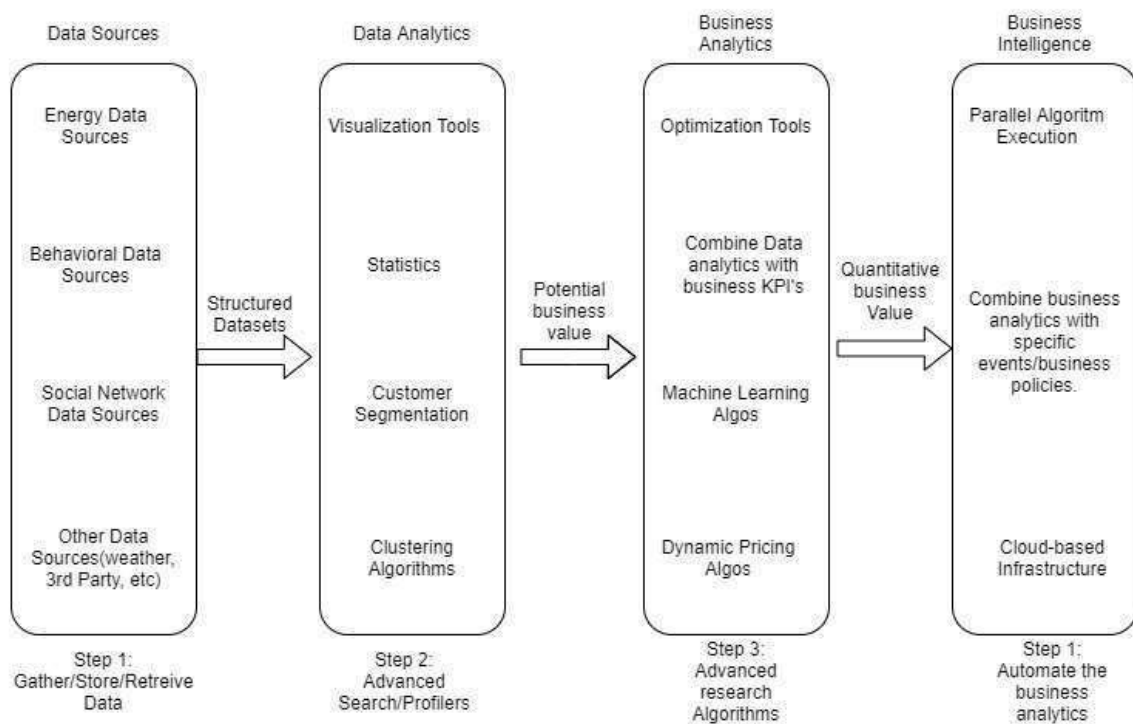 Data Sources
Energy Data
Sources
Behavioral Data
Sources
Social Network
Data Sources
Other Data
Sources(weather,
3rd Party, etc)
Step 1:
Gather/Store/Retreive
Data
Structured
Datasets
Data Analytics
Visualization Tools
Statistics
Customer
Segmentation
Clustering
Algorithms
Step 2:
Advanced
Search/Profilers
Potential
business
value
Business
Analytics
Optimization Tools
Combine Data
analytics with
business KPI's
Machine Learning
Algos
Dynamic Pricing
Algos
Step 3:
Advanced
research
Algorithms
Quantitative
business
Value
Business
Intelligence
Parallel Algoritm
Execution
Combine business
analytics with
specific
events/business
policies.
Cloud-based
Infrastructure
Step 1:
Automate the
business
analytics